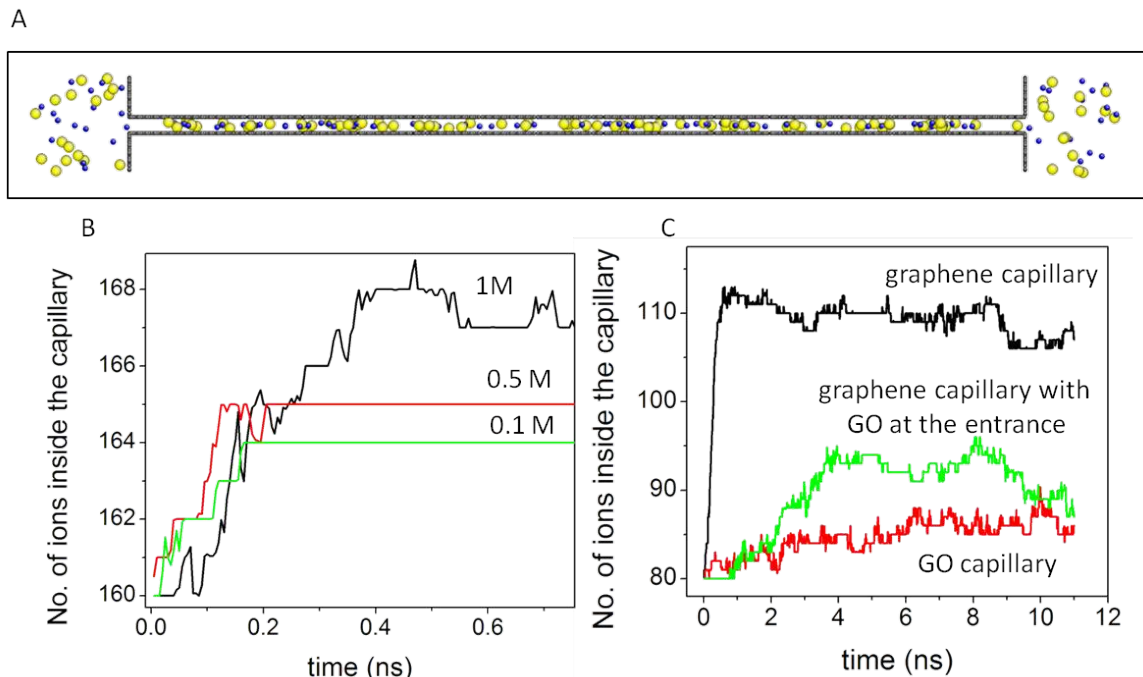 A
B
No. of ions inside the capillary
168
166
164
162
160
1M
0.5 M
0.1 M
0.0
0.2
0.4
0.6
time (ns)
C
No. of ions inside the capillary
110
100
90
80
graphene capillary
graphene capillary with
GO at the entrance
GO capillary
0
2
4
6
8
10
12
time (ns)